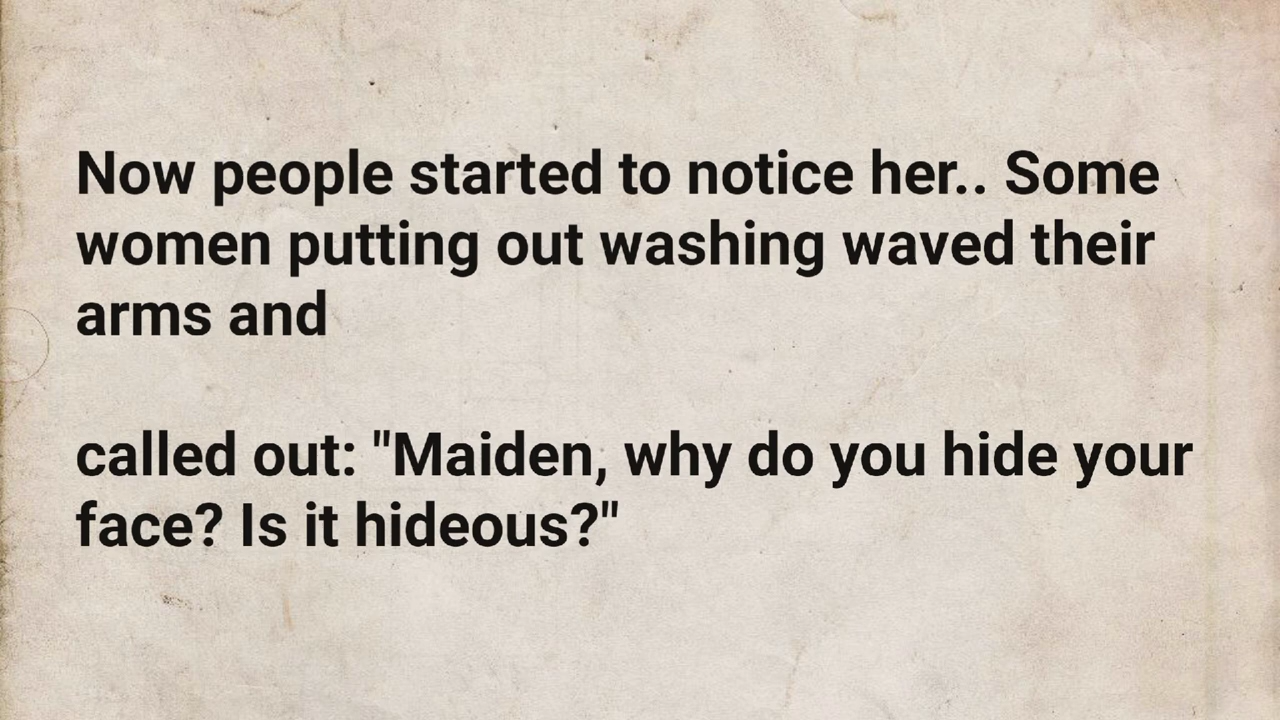 Now people started to notice her.. Some
women putting out washing waved their
arms and
called out: "Maiden, why do you hide your
face? Is it hideous?"